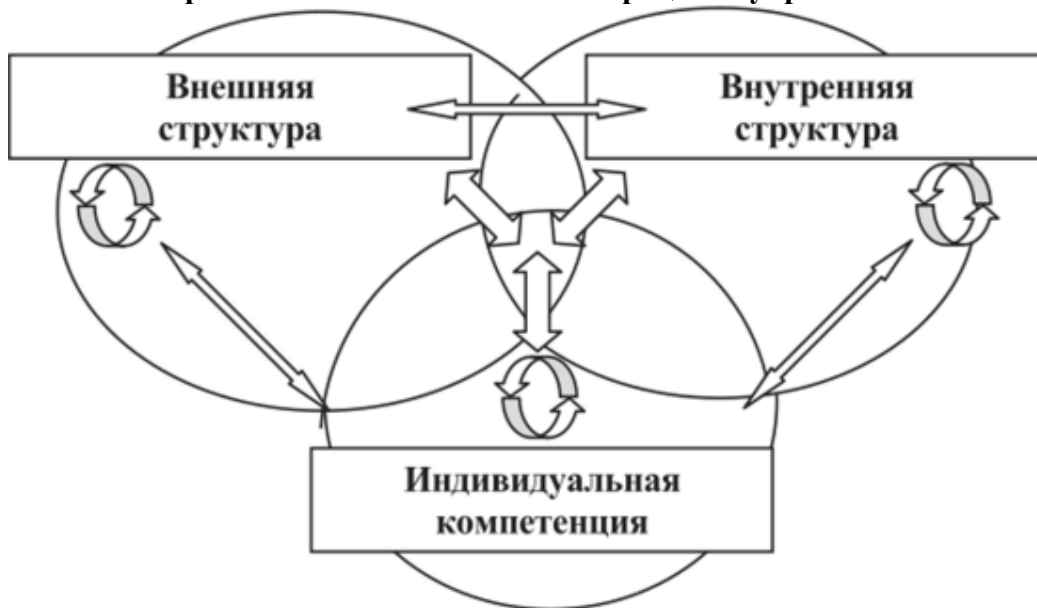 Внешняя
структура
Внутренняя
структура
Индивидуальная
компетенция